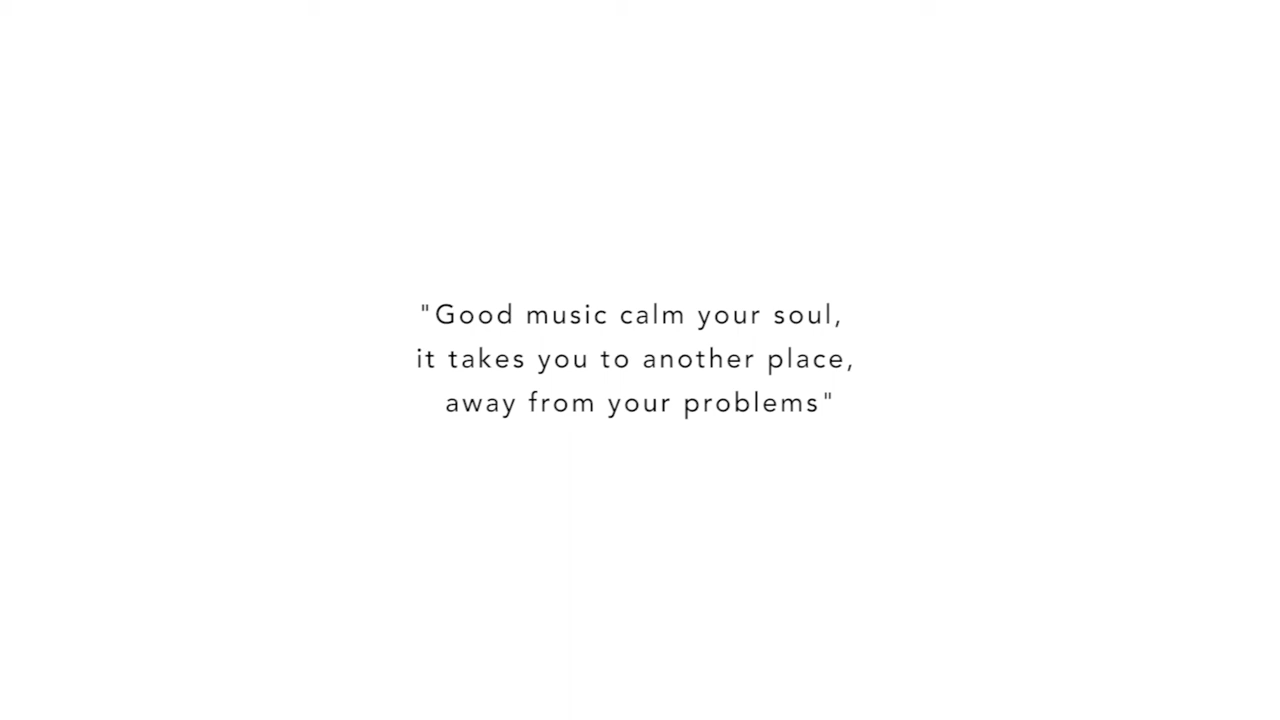 "Good music calm your soul,
it takes you to another place,
away from your problems"